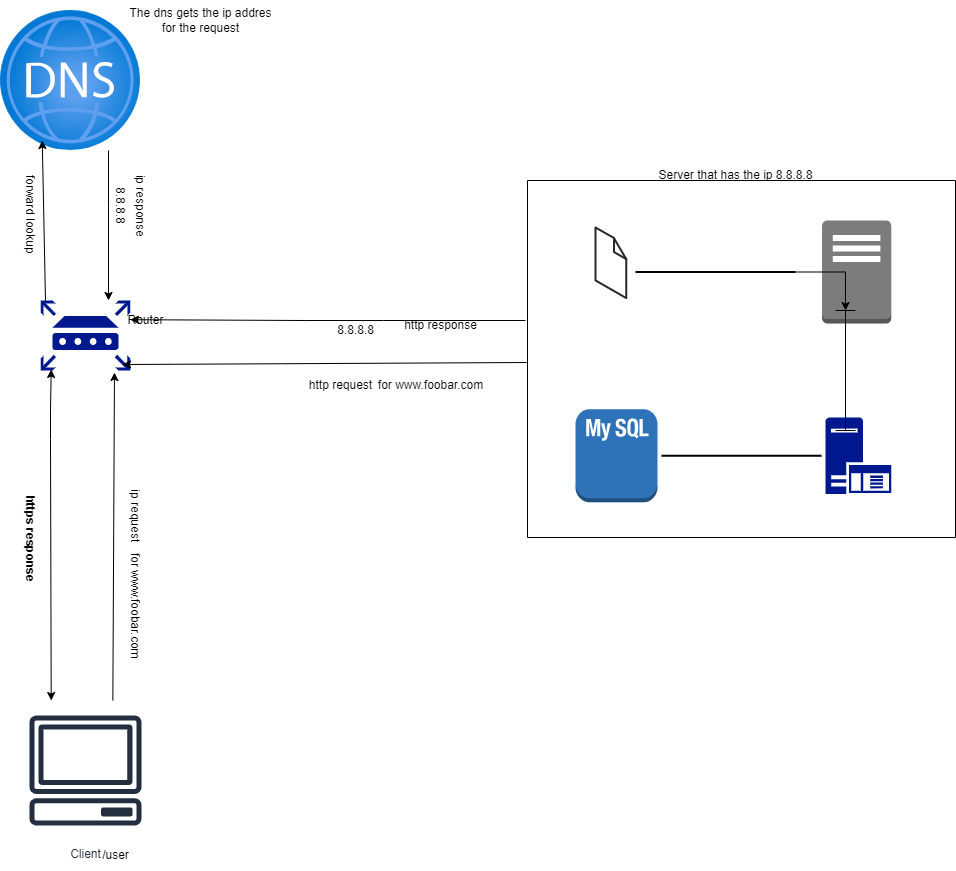 The dns gets the ip addres
for the request
DNS
forward lookup
ip response
8.8.8.8
Server that has the ip 8.8.8.8
Router
8.8.8.8
http response
http request for www.foobar.com
My SQL
https response
ip request for www.foobar.com
Client/user